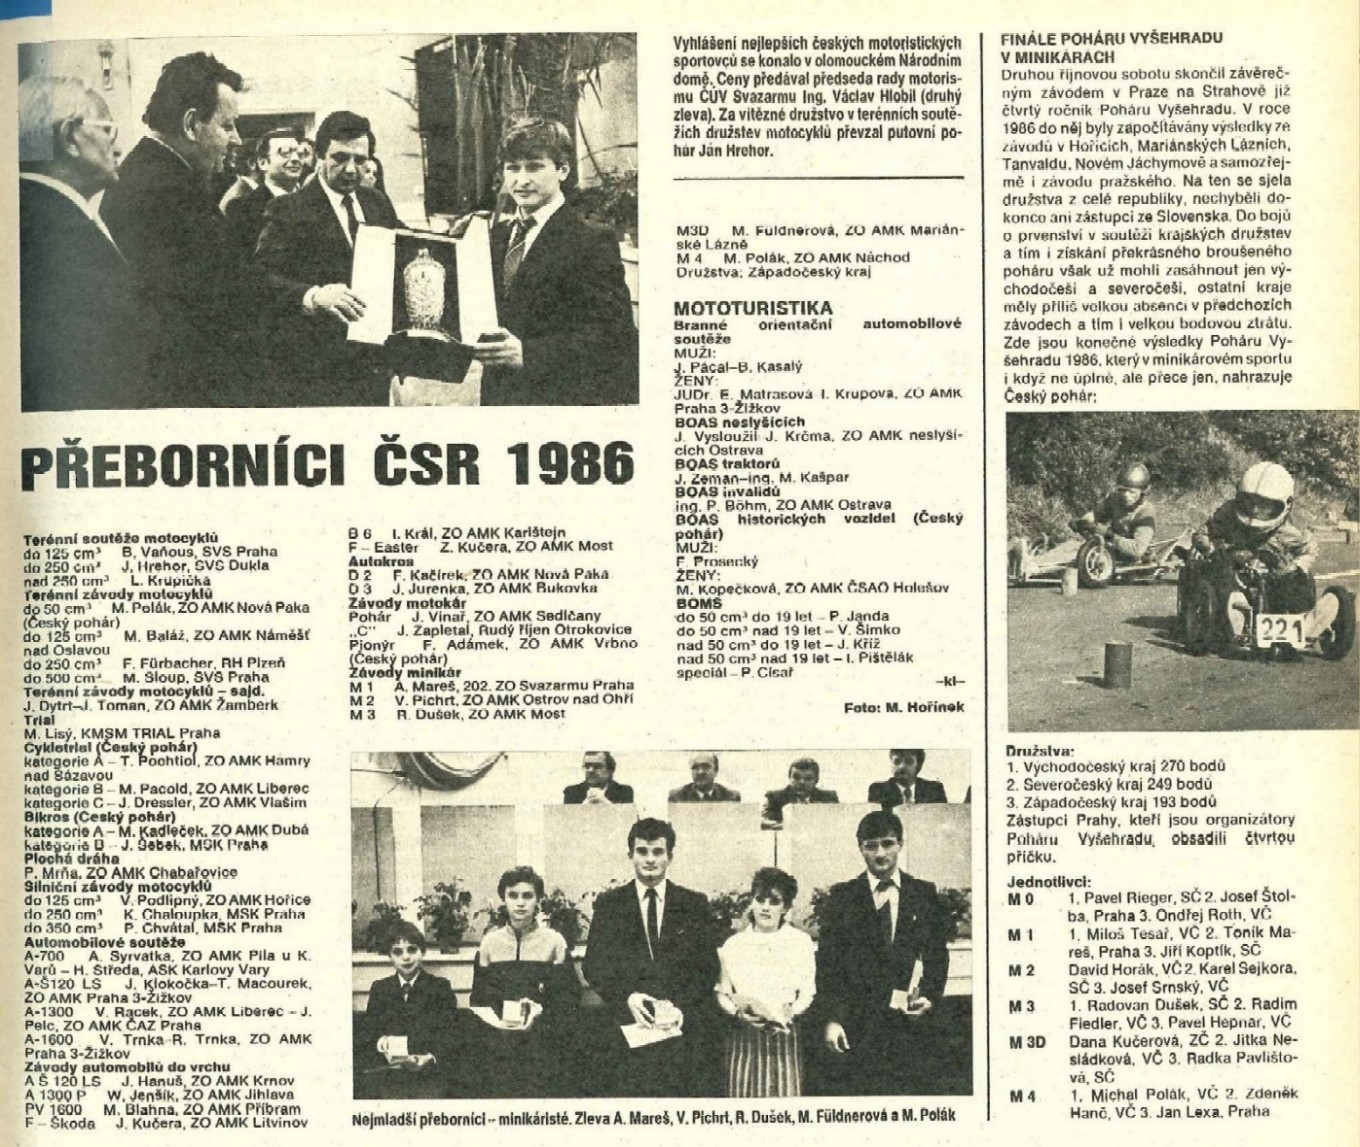 Vyhlášení nejlepších českých motoristických
sportovců se konalo v olomouckém Národním
domě. Ceny předával předseda rady motoris-
mu ČÚV Svazarmu Ing. Václav Hlobil (druhý
zleva). Za vítězné družstvo v terénních soutě-
žích družstev motocyklů převzal putovní po-
hár Ján Hrehor.
PŘEBORNÍCI ČSR 1986
Terénní soutěže motocyklů
do 125 cm³ B. Vaňous, SVS Praha
do 250 cm³ J. Hrehor, SVS Dukla
nad 250 cm³ L. Krupička
Terénní závody motocyklů
do 50 cm³ M. Polák, ZO AMK Nová Paka
(Český pohár)
do 125 cm³ M. Baláž, ZO AMK Náměšť
nad Oslavou
do 250 cm³ F. Fürbacher, RH Plzeň
do 500 cm³ M. Sloup, SVS Praha
Terénní závody motocyklů – sajd.
J. Dytrt–J. Toman, ZO AMK Žamberk
Trial
M. Lisý, KMSM TRIAL Praha
Cyklotrial (Český pohár)
kategorie A – T. Pochtiol, ZO AMK Hamry
nad Sázavou
kategorie B – M. Pacold, ZO AMK Liberec
kategorie C – J. Dressler, ZO AMK Vlašim
Bikros (Český pohár)
kategorie A – M. Kadleček, ZO AMK Dubá
kategorie B – J. Šebek, MSK Praha
Plochá dráha
P. Mrňa, ZO AMK Chabařovice
Silniční závody motocyklů
do 125 cm³ V. Podlipný, ZO AMK Hořice
do 250 cm³ K. Chaloupka, MSK Praha
do 350 cm³ P. Chvátal, MSK Praha
Automobilové soutěže
A-700 A. Syrvatka, ZO AMK Pila u K.
Varů – H. Středa, ASK Karlovy Vary
A-Š120 LS J. Klokočka–T. Macourek,
ZO AMK Praha 3-Žižkov
A-1300 V. Racek, ZO AMK Liberec – J.
Pelc, ZO AMK ČAZ Praha
A-1600 V. Trnka–R. Trnka, ZO AMK
Praha 3-Žižkov
Závody automobilů do vrchu
A Š 120 LS J. Hanuš, ZO AMK Krnov
A 1300 P W. Jenšík, ZO AMK Jihlava
PV 1600 M. Blahna, ZO AMK Příbram
F – Škoda J. Kučera, ZO AMK Litvínov
B 6 I. Král, ZO AMK Karlštejn
F – Easter Z. Kučera, ZO AMK Most
Autokros
D 2 F. Kačírek, ZO AMK Nová Paka
D 3 J. Jurenka, ZO AMK Bukovka
Závody motokár
Pohár J. Vinař, ZO AMK Sedlčany
„C“ J. Zapletal, Rudý říjen Otrokovice
Pionýr F. Adámek, ZO AMK Vrbno
(Český pohár)
Závody minikár
M 1 A. Mareš, 202. ZO Svazarmu Praha
M 2 V. Pichrt, ZO AMK Ostrov nad Ohří
M 3 R. Dušek, ZO AMK Most
M3D M. Füldnerová, ZO AMK Marián-
ské Lázně
M 4 M. Polák, ZO AMK Náchod
Družstva: Západočeský kraj
MOTOTURISTIKA
Branné orientační automobilové
soutěže
MUŽI:
J. Pácal–B. Kasalý
ŽENY:
JUDr. E. Matrasová–I. Krupova, ZO AMK
Praha 3-Žižkov
BOAS neslyšících
J. Vysloužil–J. Krčma, ZO AMK neslyší-
cích Ostrava
BOAS traktorů
J. Zeman–ing. M. Kašpar
BOAS invalidů
ing. P. Böhm, ZO AMK Ostrava
BOAS historických vozidel (Český
pohár)
MUŽI:
F. Prosecký
ŽENY:
M. Kopečková, ZO AMK ČSAO Holešov
BOMS
do 50 cm³ do 19 let – P. Janda
do 50 cm³ nad 19 let – V. Šimko
nad 50 cm³ do 19 let – J. Kříž
nad 50 cm³ nad 19 let – I. Pištělák
speciál – P. Císař
–kl–
Foto: M. Hořínek
Nejmladší přeborníci – minikáristé. Zleva A. Mareš, V. Pichrt, R. Dušek, M. Füldnerová a M. Polák
FINÁLE POHÁRU VYŠEHRADU
V MINIKÁRÁCH
Druhou říjnovou sobotu skončil závěreč-
ným závodem v Praze na Strahově již
čtvrtý ročník Poháru Vyšehradu. V roce
1986 do něj byly započítávány výsledky ze
závodů v Hořicích, Mariánských Lázních,
Tanvaldu, Novém Jáchymově a samozřej-
mě i závodu pražského. Na ten se sjela
družstva z celé republiky, nechyběli do-
konce ani zástupci ze Slovenska. Do bojů
o prvenství v soutěži krajských družstev
a tím i získání překrásného broušeného
poháru však už mohli zasáhnout jen vý-
chodočeši a severočeši, ostatní kraje
měly příliš velkou absenci v předchozích
závodech a tím i velkou bodovou ztrátu.
Zde jsou konečné výsledky Poháru Vy-
šehradu 1986, který v minikárovém sportu
i když ne úplně, ale přece jen, nahrazuje
Český pohár:
221
Družstva:
1. Východočeský kraj 270 bodů
2. Severočeský kraj 249 bodů
3. Západočeský kraj 193 bodů
Zástupci Prahy, kteří jsou organizátory
Poháru Vyšehradu, obsadili čtvrtou
příčku.
Jednotlivci:
M 0 1. Pavel Rieger, SČ 2. Josef Štol-
ba, Praha 3. Ondřej Roth, VČ
M 1 1. Miloš Tesař, VČ 2. Toník Ma-
reš, Praha 3. Jiří Koptík, SČ
M 2 David Horák, VČ 2. Karel Sejkora,
SČ 3. Josef Srnský, VČ
M 3 1. Radovan Dušek, SČ 2. Radim
Fiedler, VČ 3. Pavel Hepnar, VČ
M 3D Dana Kučerová, ZČ 2. Jitka Ne-
sládková, VČ 3. Radka Pavlišto-
vá, SČ
M 4 1. Michal Polák, VČ 2. Zdeněk
Hanč, VČ 3. Jan Lexa, Praha